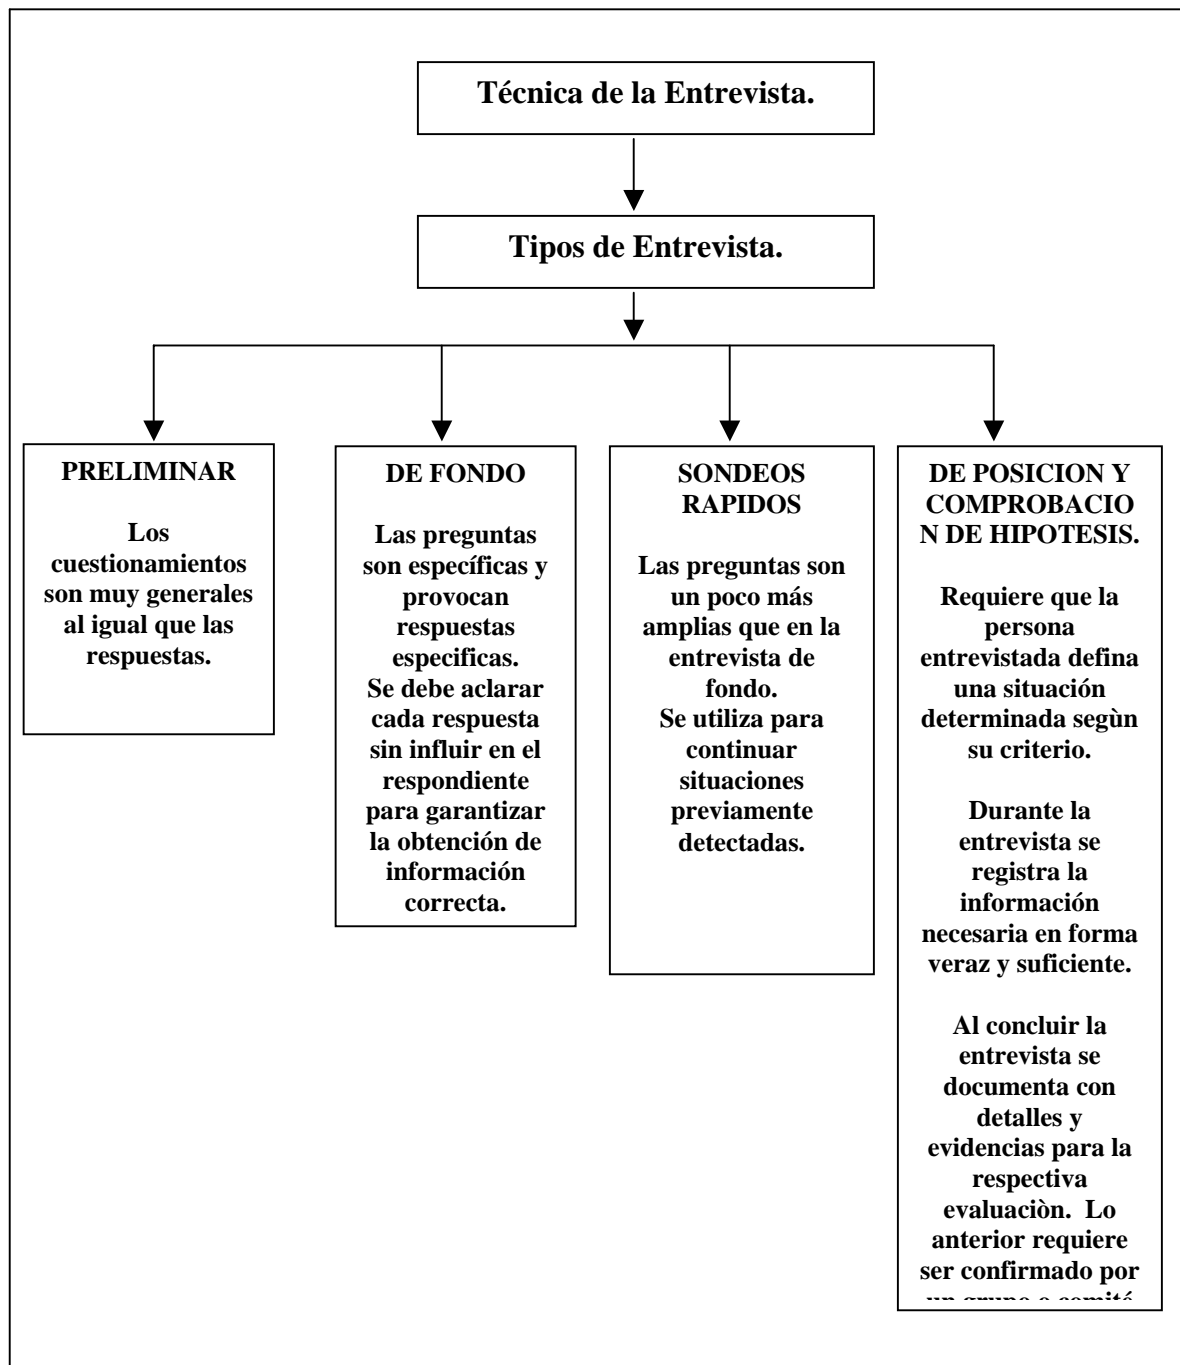 Técnica de la Entrevista.
Tipos de Entrevista.
PRELIMINAR
Los
cuestionamientos
son muy generales
al igual que las
respuestas.
DE FONDO
Las preguntas
son específicas y
provocan
respuestas
especificas.
Se debe aclarar
cada respuesta
sin influir en el
respondiente
para garantizar
la obtención de
información
correcta.
SONDEOS
RAPIDOS
Las preguntas son
un poco más
amplias que en la
entrevista de
fondo.
Se utiliza para
continuar
situaciones
previamente
detectadas.
DE POSICION Y
COMPROBACIO
N DE HIPOTESIS.
Requiere que la
persona
entrevistada defina
una situación
determinada segùn
su criterio.
Durante la
entrevista se
registra la
información
necesaria en forma
veraz y suficiente.
Al concluir la
entrevista se
documenta con
detalles y
evidencias para la
respectiva
evaluaciòn.  Lo
anterior requiere
ser confirmado por
un grupo o comité